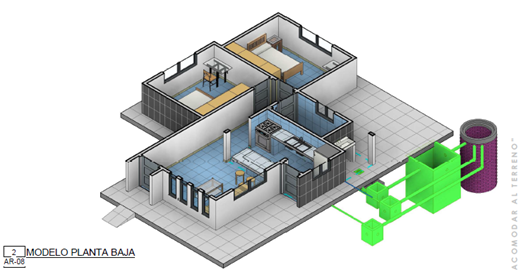 ACOMODAR AL TERRENO"
2 MODELO PLANTA BAJA
AR-08